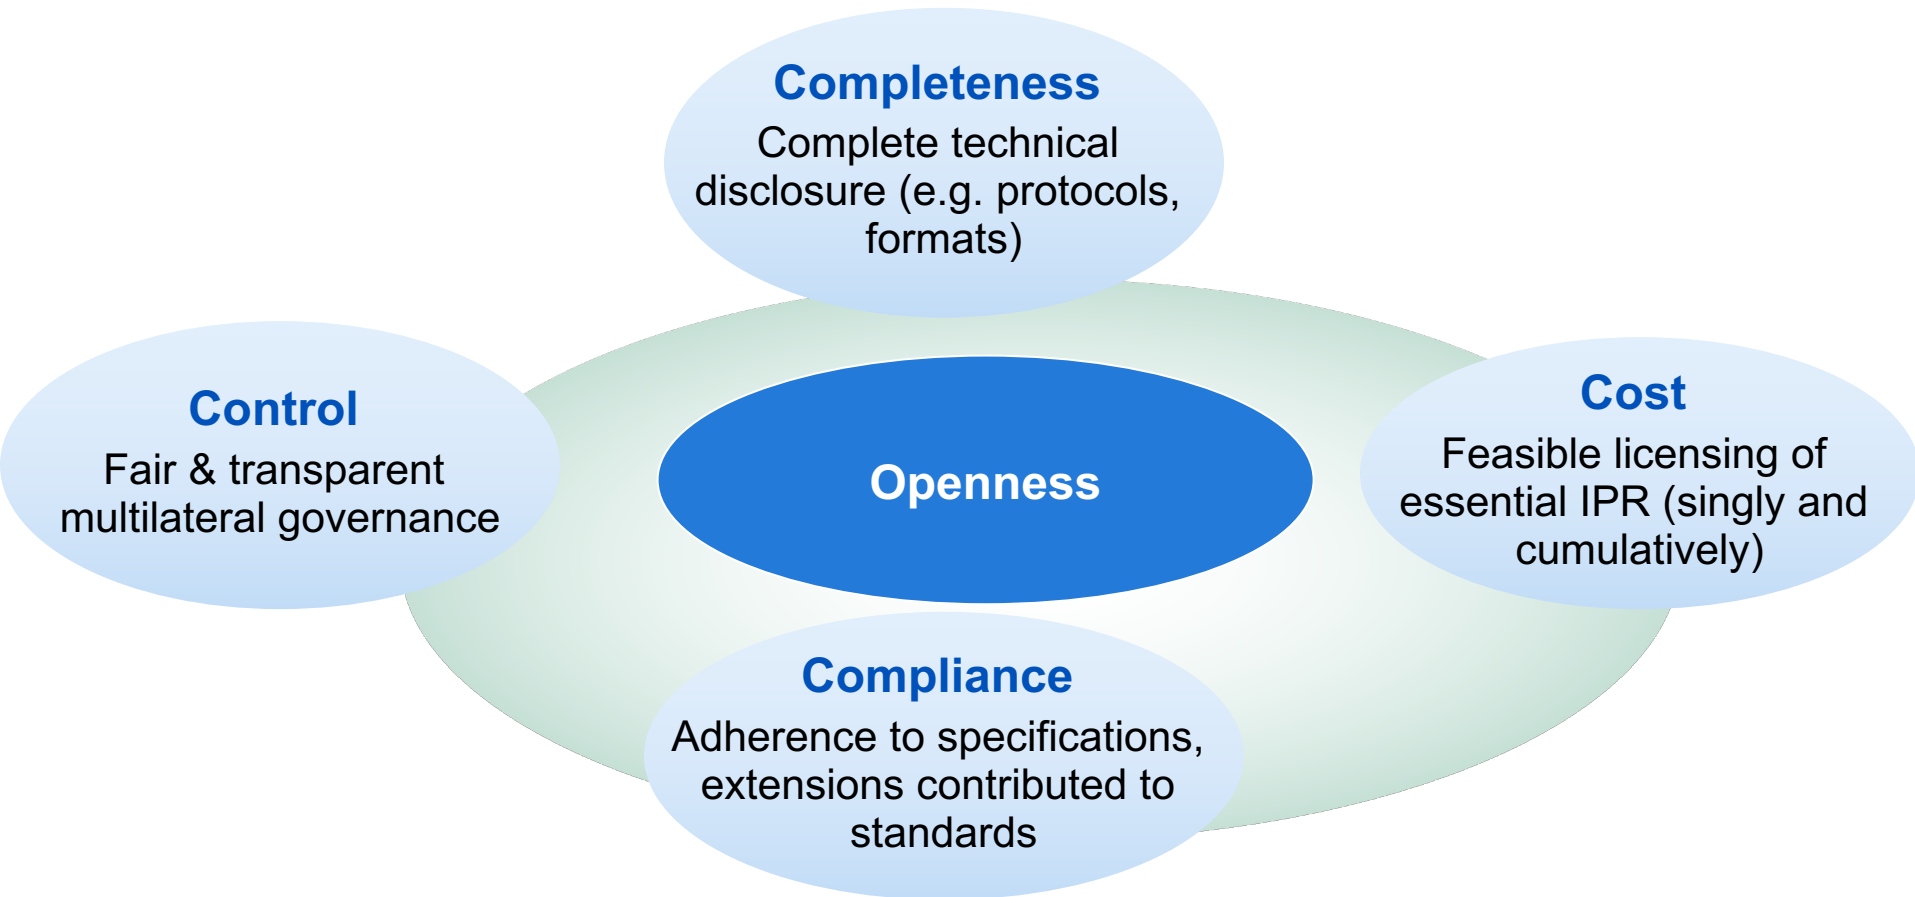 Completeness
Complete technical
disclosure (e.g. protocols,
formats)
Control
Fair & transparent
multilateral governance
Openness
Cost
Feasible licensing of
essential IPR (singly and
cumulatively)
Compliance
Adherence to specifications,
extensions contributed to
standards